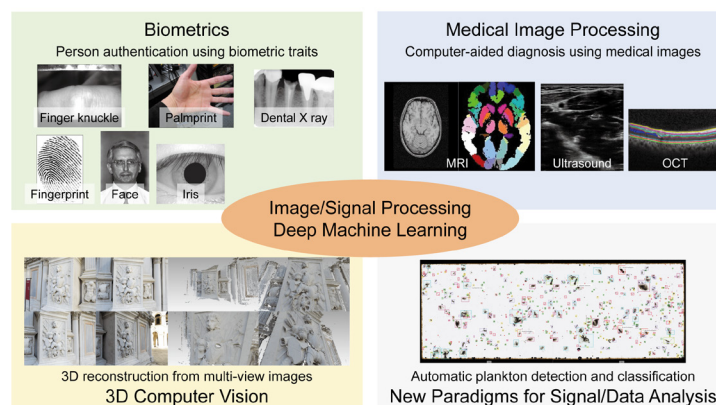 Biometrics
Person authentication using biometric traits
Finger knuckle
Palmprint
Dental X ray
Fingerprint
Face
Iris
Medical Image Processing
Computer-aided diagnosis using medical images
MRI
Ultrasound
OCT
Image/Signal Processing
Deep Machine Learning
3D reconstruction from multi-view images
3D Computer Vision
Automatic plankton detection and classification
New Paradigms for Signal/Data Analysis